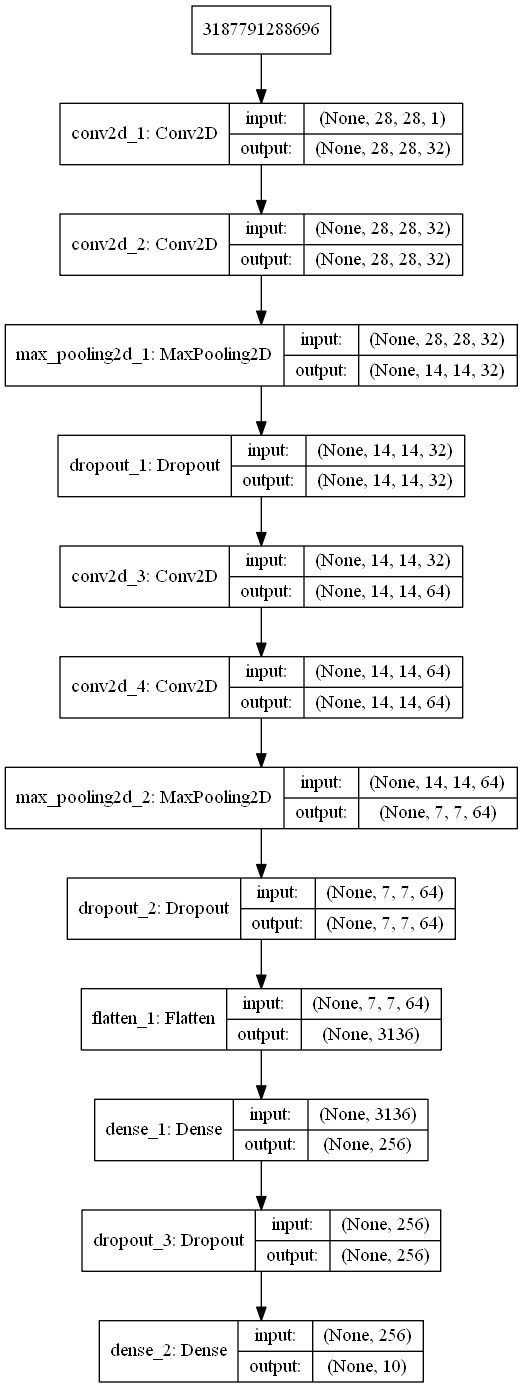 3187791288696
conv2d_1: Conv2D
input: (None, 28, 28, 1)
output: (None, 28, 28, 32)
conv2d_2: Conv2D
input: (None, 28, 28, 32)
output: (None, 28, 28, 32)
max_pooling2d_1: MaxPooling2D
input: (None, 28, 28, 32)
output: (None, 14, 14, 32)
dropout_1: Dropout
input: (None, 14, 14, 32)
output: (None, 14, 14, 32)
conv2d_3: Conv2D
input: (None, 14, 14, 32)
output: (None, 14, 14, 64)
conv2d_4: Conv2D
input: (None, 14, 14, 64)
output: (None, 14, 14, 64)
max_pooling2d_2: MaxPooling2D
input: (None, 14, 14, 64)
output: (None, 7, 7, 64)
dropout_2: Dropout
input: (None, 7, 7, 64)
output: (None, 7, 7, 64)
flatten_1: Flatten
input: (None, 7, 7, 64)
output: (None, 3136)
dense_1: Dense
input: (None, 3136)
output: (None, 256)
dropout_3: Dropout
input: (None, 256)
output: (None, 256)
dense_2: Dense
input: (None, 256)
output: (None, 10)